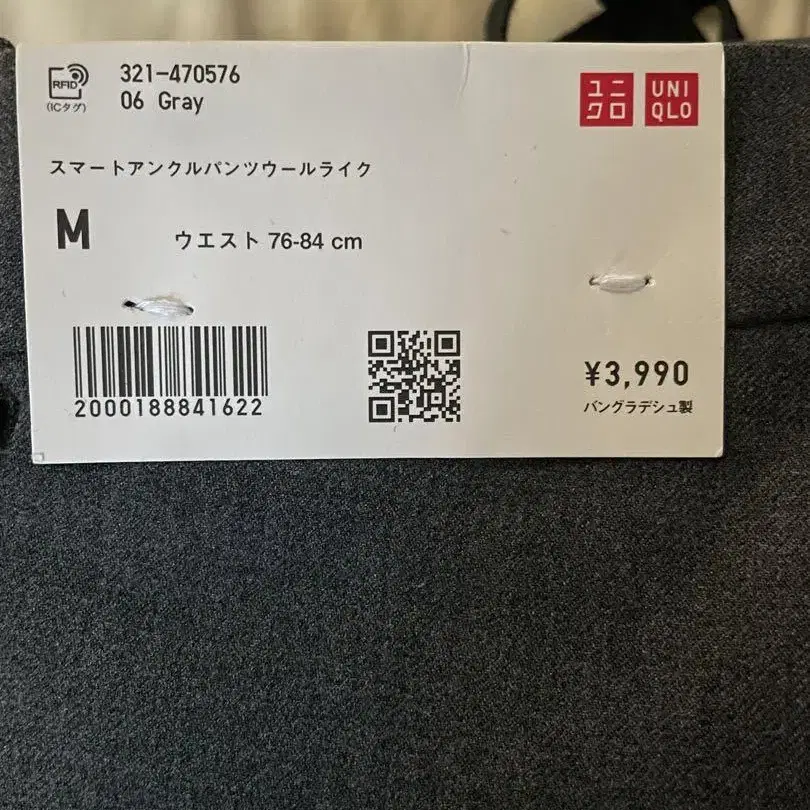 RFID
(ICタグ)
321-470576
06 Gray
ユニ
クロ
UNI
QLO
スマートアンクルパンツウールライク
M
ウエスト 76-84 cm
2000188841622
¥3,990
バングラデシュ製